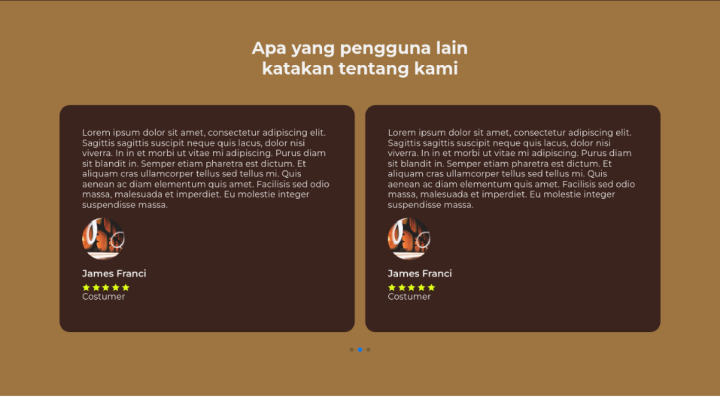 Apa yang pengguna lain
katakan tentang kami
Lorem ipsum dolor sit amet, consectetur adipiscing elit.
Sagittis sagittis suscipit neque quis lacus, dolor nisi
viverra. In in et morbi ut vitae mi adipiscing. Purus diam
sit blandit in. Semper etiam pharetra est dictum. Et
aliquam cras ullamcorper tellus sed tellus mi. Quis
aenean ac diam elementum quis amet. Facilisis sed odio
massa, malesuada et imperdiet. Eu molestie integer
suspendisse massa.
James Franci
Costumer
Lorem ipsum dolor sit amet, consectetur adipiscing elit.
Sagittis sagittis suscipit neque quis lacus, dolor nisi
viverra. In in et morbi ut vitae mi adipiscing. Purus diam
sit blandit in. Semper etiam pharetra est dictum. Et
aliquam cras ullamcorper tellus sed tellus mi. Quis
aenean ac diam elementum quis amet. Facilisis sed odio
massa, malesuada et imperdiet. Eu molestie integer
suspendisse massa.
James Franci
Costumer